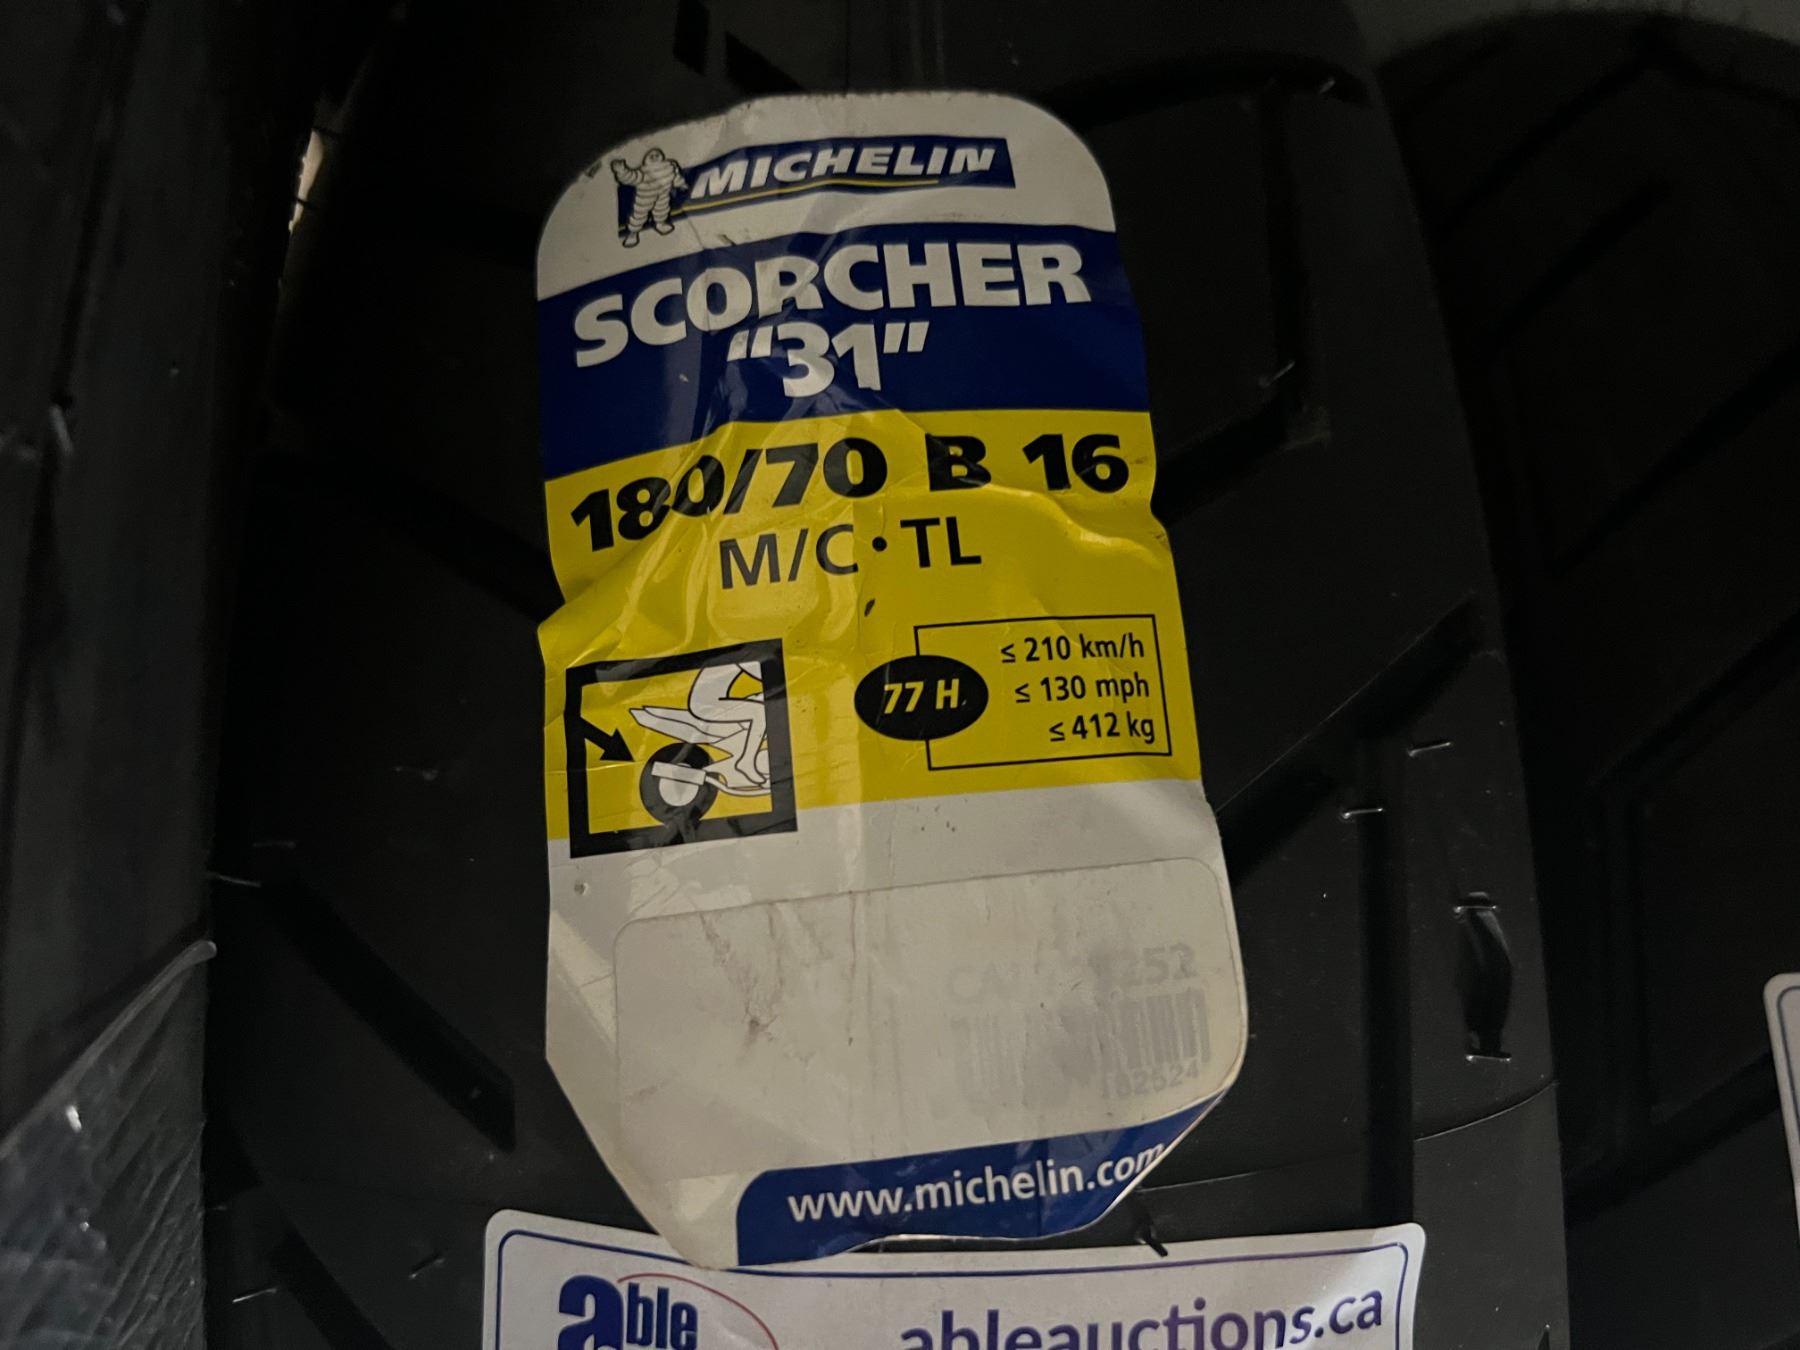 MICHELIN
SCORCHER
"31"
180/70 B 16
M/C • TL
77 H
≤ 210 km/h
≤ 130 mph
≤ 412 kg
www.michelin.com
able
ableauctions.ca